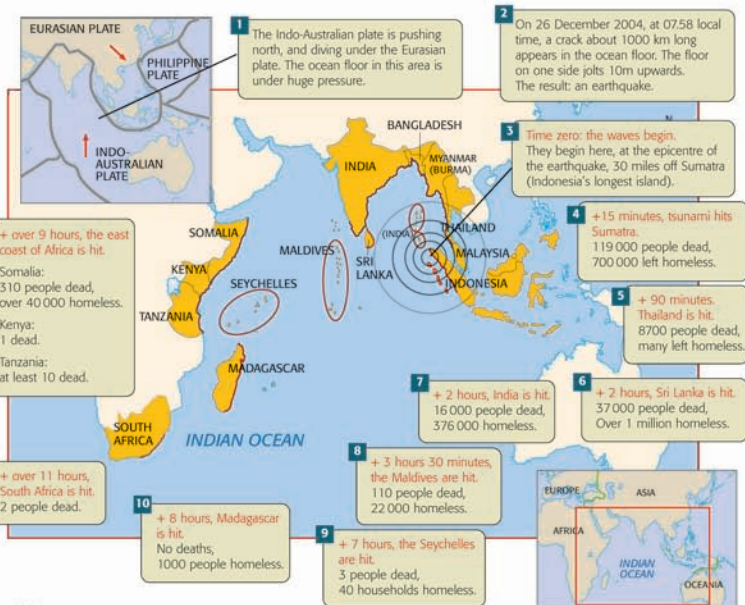 EURASIAN PLATE
PHILIPPINE
PLATE
INDO-
AUSTRALIAN
PLATE
1
The Indo-Australian plate is pushing
north, and diving under the Eurasian
plate. The ocean floor in this area is
under huge pressure.
2
On 26 December 2004, at 07.58 local
time, a crack about 1000 km long
appears in the ocean floor. The floor
on one side jolts 10m upwards.
The result: an earthquake.
3
Time zero: the waves begin.
They begin here, at the epicentre of
the earthquake, 30 miles off Sumatra
(Indonesia's longest island).
4
+15 minutes, tsunami hits
Sumatra.
119 000 people dead,
700 000 left homeless.
5
+ 90 minutes.
Thailand is hit.
8700 people dead,
many left homeless.
6
+ 2 hours, Sri Lanka is hit.
37 000 people dead,
Over 1 million homeless.
7
+ 2 hours, India is hit.
16 000 people dead,
376 000 homeless.
8
+ 3 hours 30 minutes,
the Maldives are hit.
110 people dead,
22 000 homeless.
9
+ 7 hours, the Seychelles
are hit.
3 people dead,
40 households homeless.
10
+ 8 hours, Madagascar
is hit.
No deaths,
1000 people homeless.
+ over 9 hours, the east
coast of Africa is hit.
Somalia:
310 people dead,
over 40 000 homeless.
Kenya:
1 dead.
Tanzania:
at least 10 dead.
+ over 11 hours,
South Africa is hit.
2 people dead.
BANGLADESH
INDIA
MYANMAR
(BURMA)
(INDIA)
THAILAND
MALAYSIA
INDONESIA
SRI
LANKA
MALDIVES
SOMALIA
KENYA
SEYCHELLES
TANZANIA
MADAGASCAR
SOUTH
AFRICA
INDIAN OCEAN
EUROPE
ASIA
AFRICA
INDIAN
OCEAN
OCEANIA